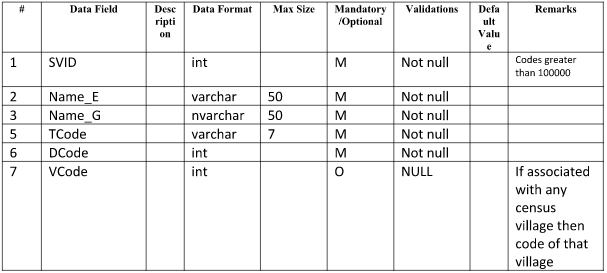 # Data Field Desc Data Format Max Size Mandatory Validations Defa Remarks
ripti /Optional ult
on Valu
e
1 SVID int M Not null Codes greater
than 100000
2 Name_E varchar 50 M Not null
3 Name_G nvarchar 50 M Not null
5 TCode varchar 7 M Not null
6 DCode int M Not null
7 VCode int O NULL If associated
with any
census
village then
code of that
village